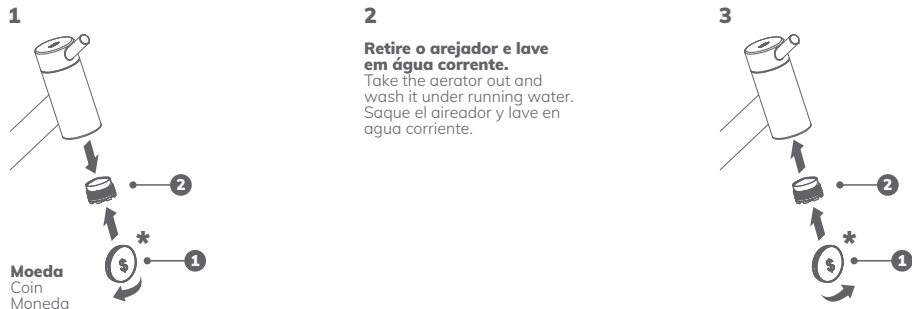 1
2
*
1
Moeda
Coin
Moneda
$
2
Retire o arejador e lave
em água corrente.
Take the aerator out and
wash it under running water.
Saque el aireador y lave en
agua corriente.
3
2
*
1
$